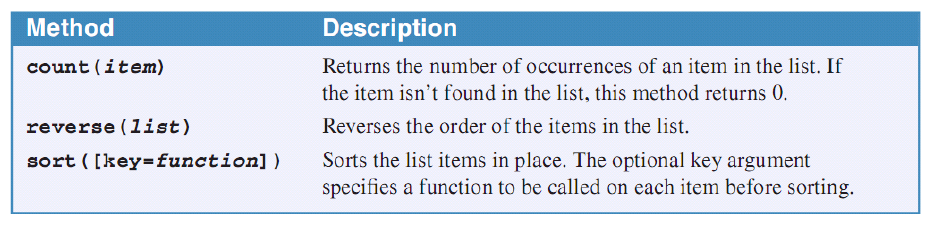 Method Description
count(item) Returns the number of occurrences of an item in the list. If
the item isn't found in the list, this method returns 0.
reverse(list) Reverses the order of the items in the list.
sort([key=function]) Sorts the list items in place. The optional key argument
specifies a function to be called on each item before sorting.